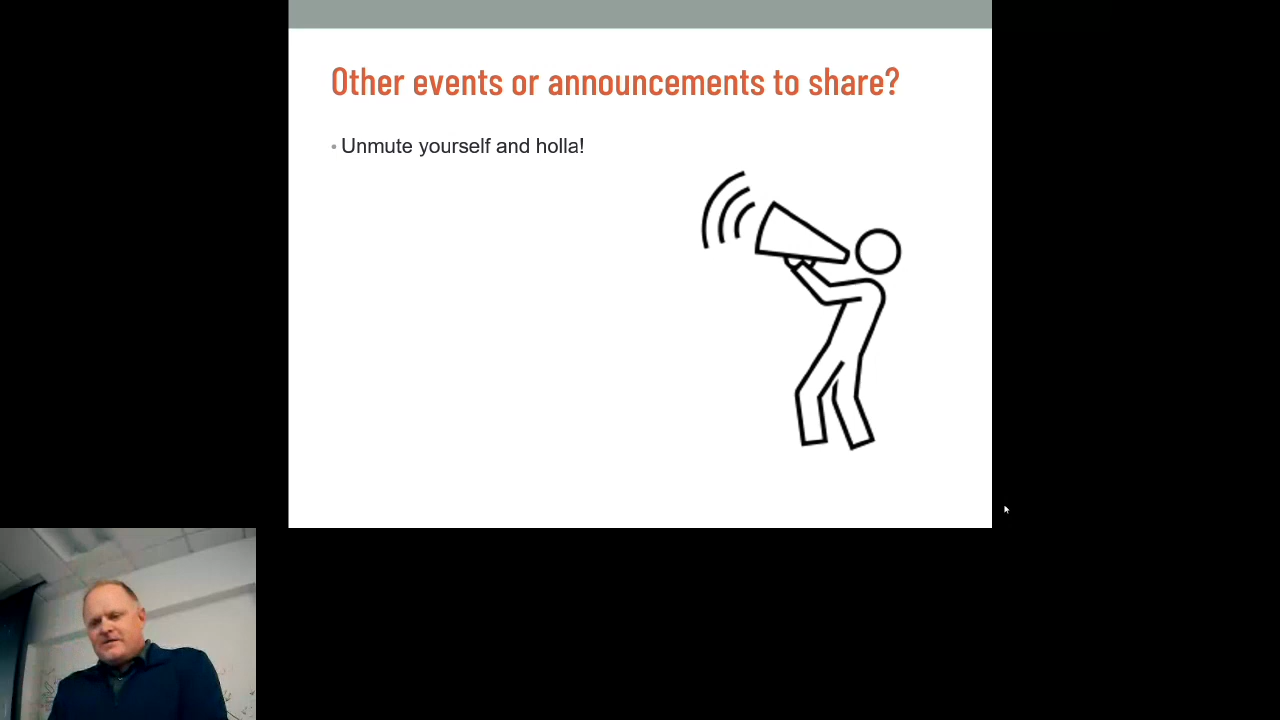 Other events or announcements to share?
• Unmute yourself and holla!